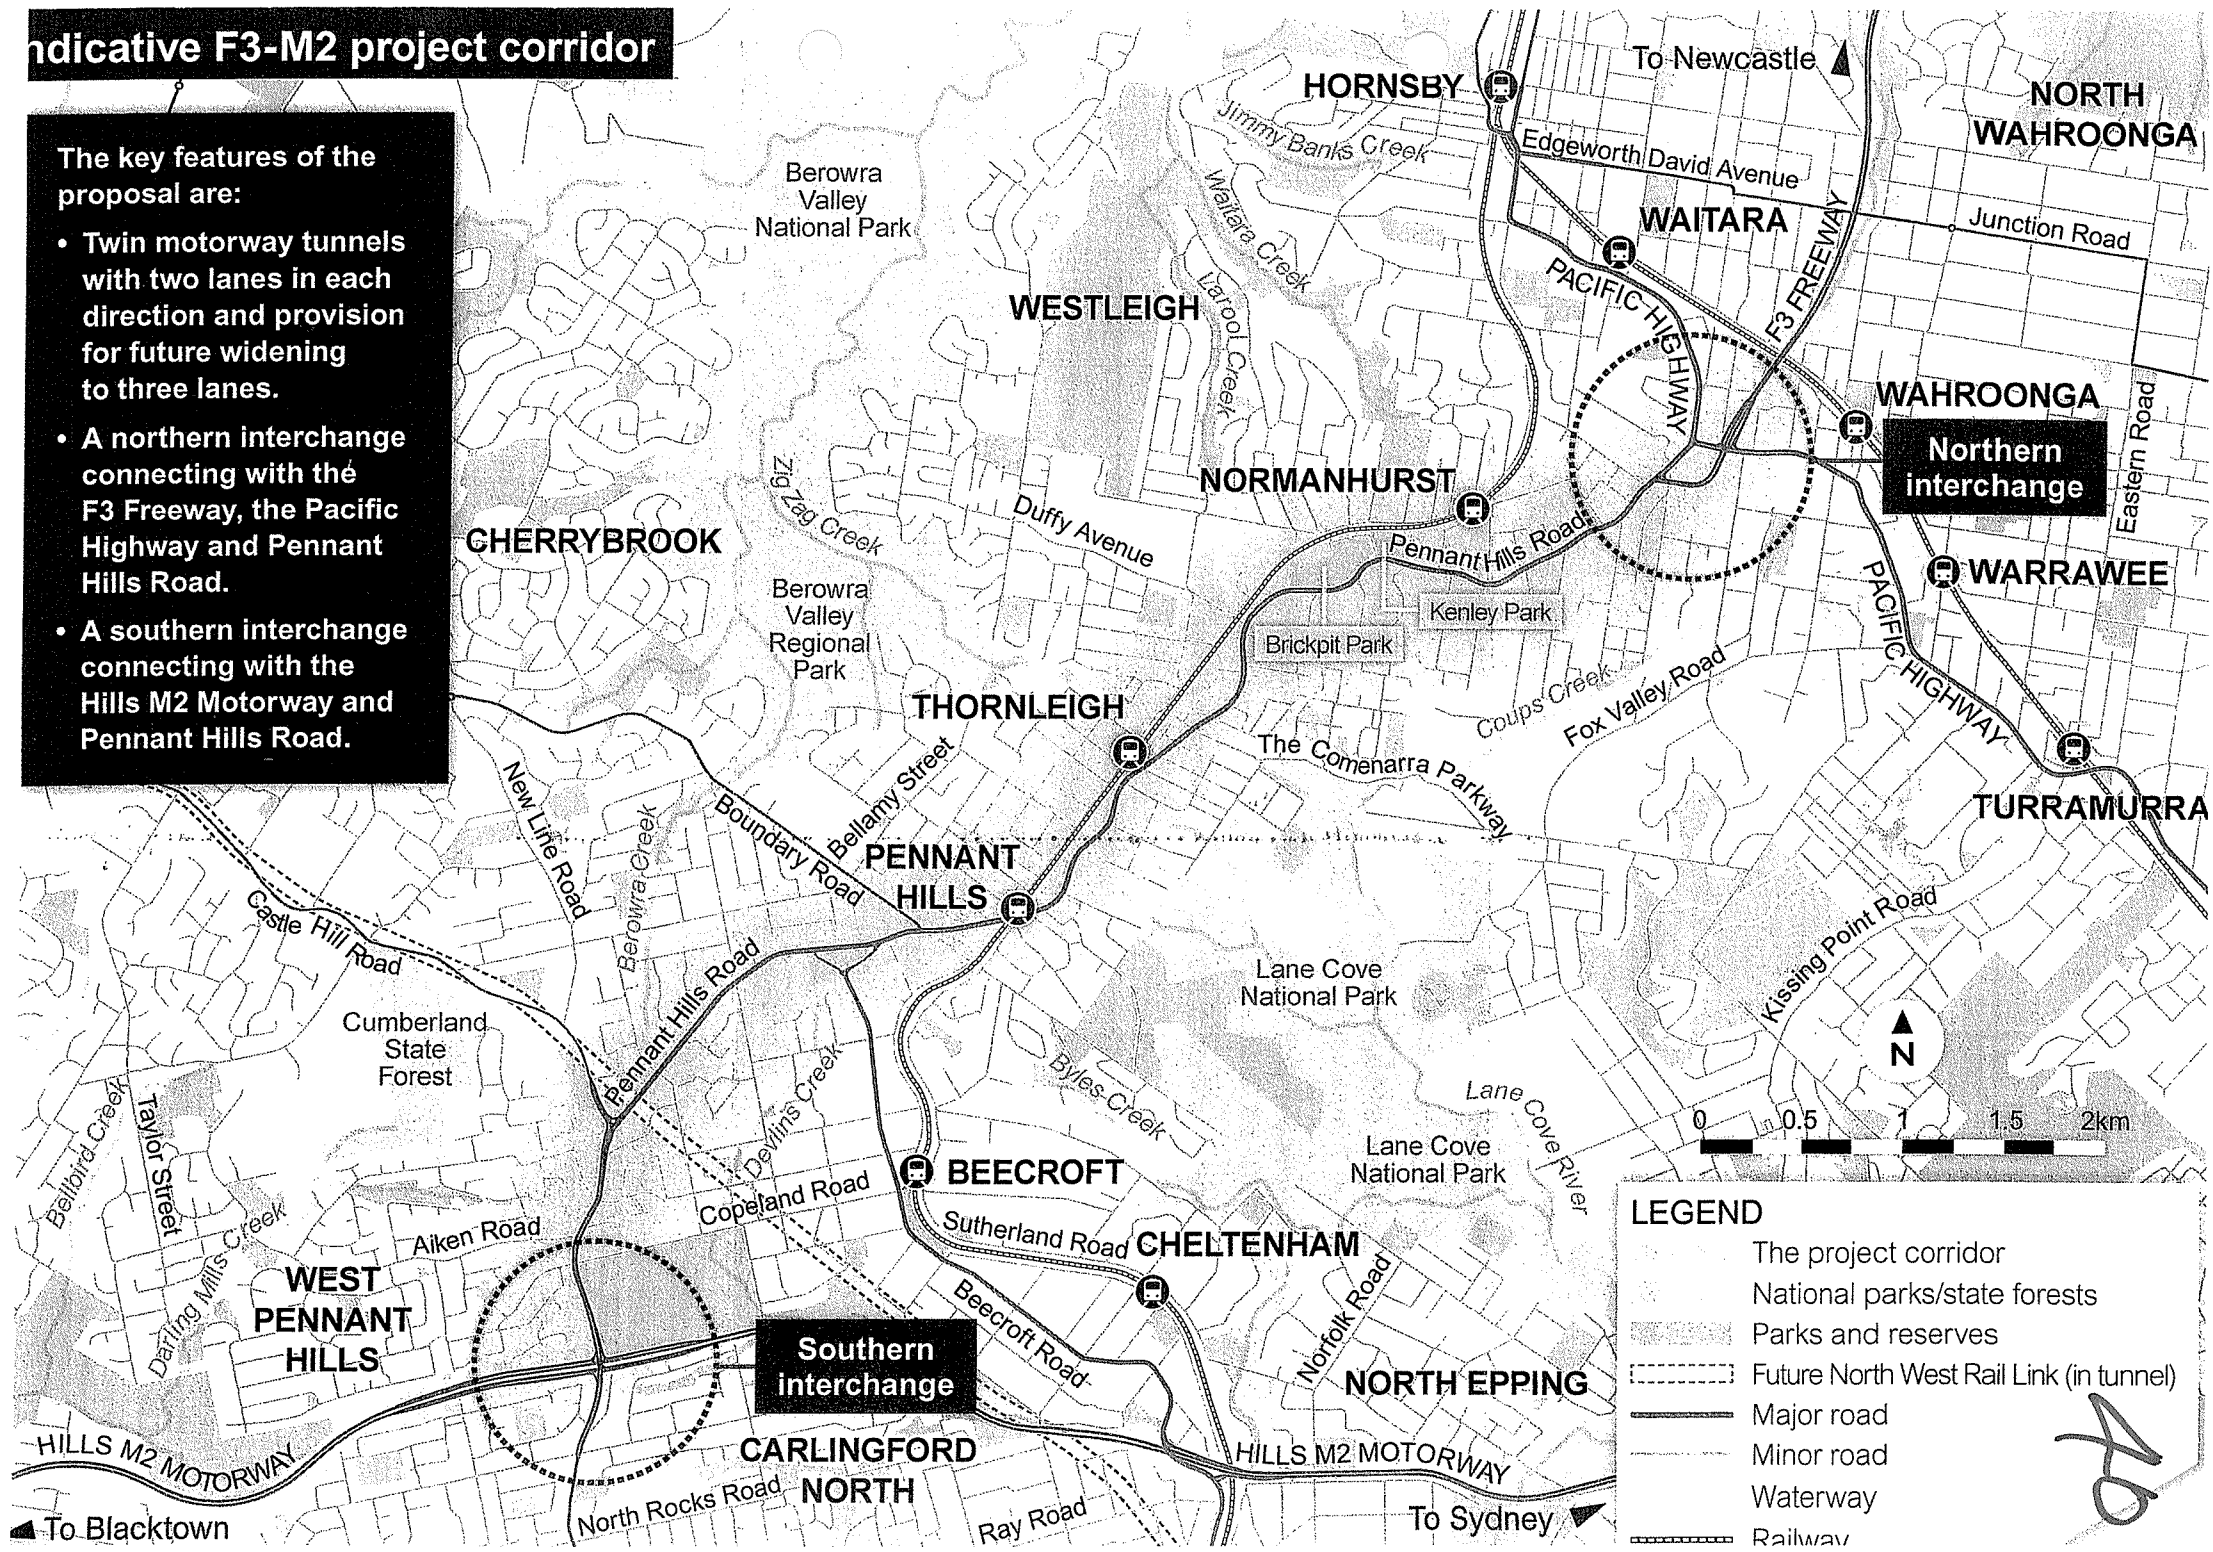 ndicative F3-M2 project corridor
The key features of the
proposal are:
• Twin motorway tunnels
with two lanes in each
direction and provision
for future widening
to three lanes.
• A northern interchange
connecting with the
F3 Freeway, the Pacific
Highway and Pennant
Hills Road.
• A southern interchange
connecting with the
Hills M2 Motorway and
Pennant Hills Road.
To Newcastle
HORNSBY
NORTH
WAHROONGA
Jimmy Banks Creek
Edgeworth David Avenue
Berowra
Valley
National Park
Waitara Creek
WAITARA
Junction Road
F3 FREEWAY
WESTLEIGH
Larool Creek
PACIFIC HIGHWAY
WAHROONGA
Northern
interchange
Eastern Road
NORMANHURST
Zig Zag Creek
Duffy Avenue
CHERRYBROOK
Pennant Hills Road
WARRAWEE
PACIFIC HIGHWAY
Berowra
Valley
Regional
Park
Kenley Park
Brickpit Park
Coups Creek
Fox Valley Road
THORNLEIGH
The Comenarra Parkway
Bellamy Street
New Line Road
Boundary Road
Berowra Creek
TURRAMURRA
PENNANT
HILLS
Castle Hill Road
Kissing Point Road
Pennant Hills Road
Lane Cove
National Park
Cumberland
State
Forest
N
Devlins Creek
Byles Creek
Lane Cove River
Lane Cove
National Park
0 0.5 1 1.5 2km
Bellbird Creek
Taylor Street
BEECROFT
Copeland Road
Aiken Road
Darling Mills Creek
Sutherland Road
CHELTENHAM
WEST
PENNANT
HILLS
Beecroft Road
Norfolk Road
Southern
interchange
NORTH EPPING
HILLS M2 MOTORWAY
CARLINGFORD
NORTH
HILLS M2 MOTORWAY
North Rocks Road
Ray Road
To Blacktown
To Sydney
LEGEND
The project corridor
National parks/state forests
Parks and reserves
Future North West Rail Link (in tunnel)
Major road
Minor road
Waterway
Railway